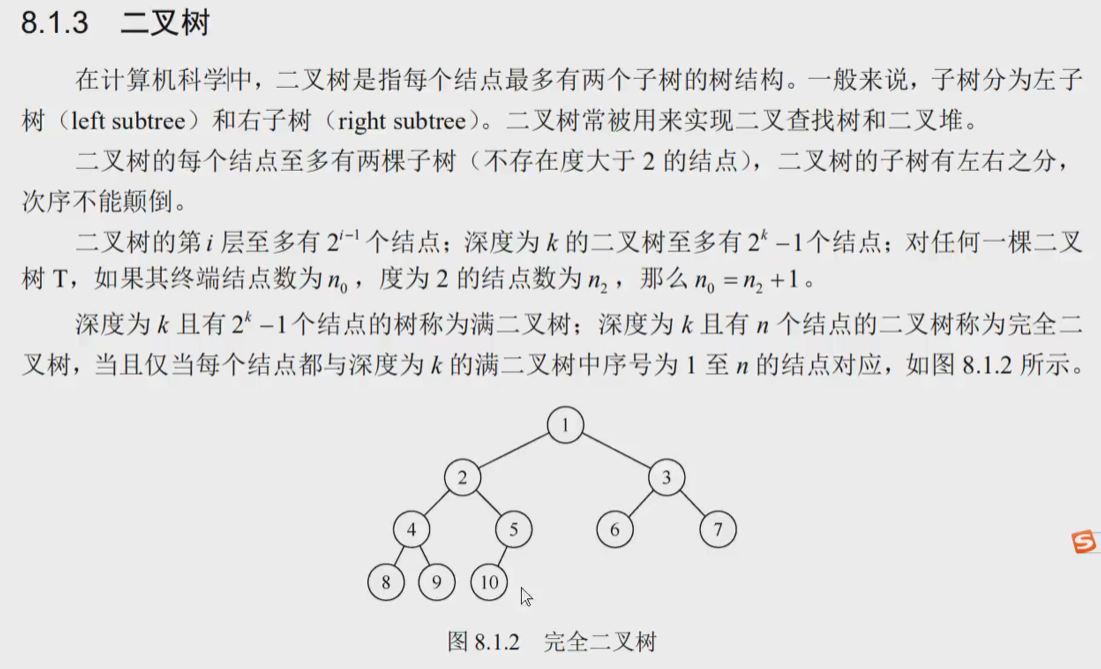 8.1.3 二叉树
在计算机科学中，二叉树是指每个结点最多有两个子树的树结构。一般来说，子树分为左子
树（left subtree）和右子树（right subtree）。二叉树常被用来实现二叉查找树和二叉堆。
二叉树的每个结点至多有两棵子树（不存在度大于 2 的结点），二叉树的子树有左右之分，
次序不能颠倒。
二叉树的第 i 层至多有 2^{i−1} 个结点；深度为 k 的二叉树至多有 2^k −1 个结点；对任何一棵二叉
树 T，如果其终端结点数为 n₀，度为 2 的结点数为 n₂，那么 n₀ = n₂ +1。
深度为 k 且有 2^k −1 个结点的树称为满二叉树；深度为 k 且有 n 个结点的二叉树称为完全二
叉树，当且仅当每个结点都与深度为 k 的满二叉树中序号为 1 至 n 的结点对应，如图 8.1.2 所示。
1
2 3
4 5 6 7
8 9 10
S
图 8.1.2 完全二叉树